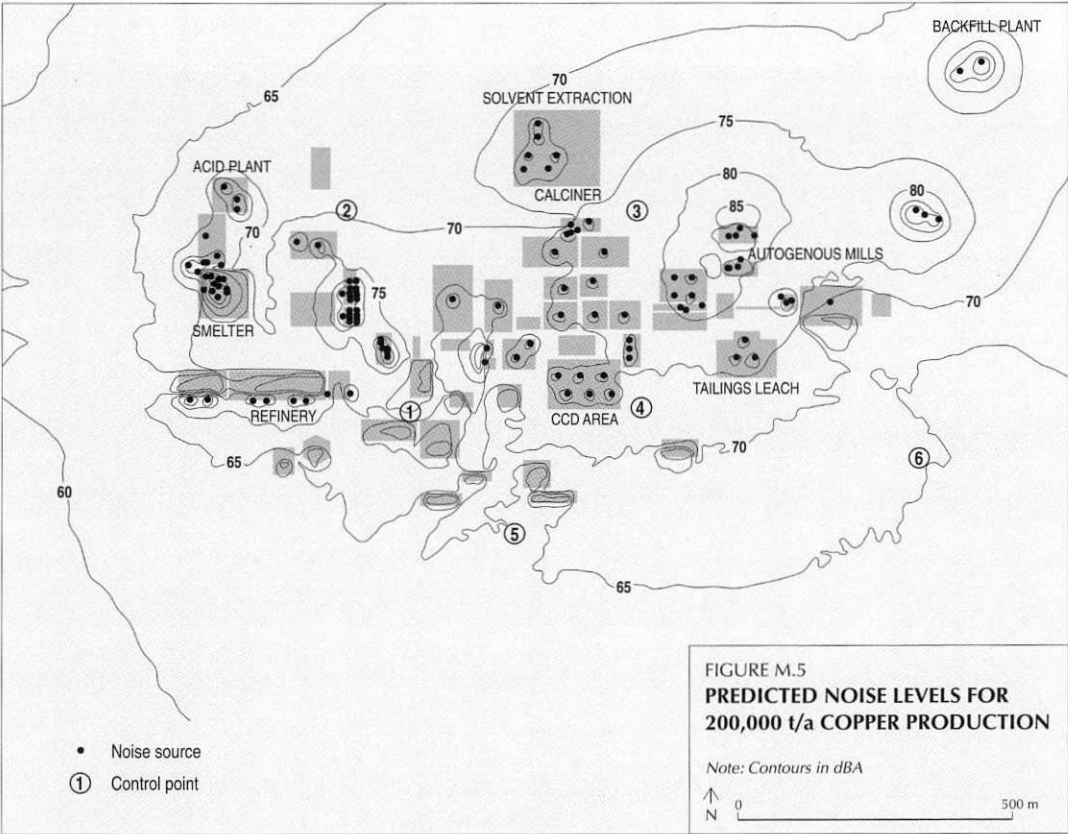 BACKFILL PLANT
70
65
SOLVENT EXTRACTION
75
ACID PLANT
80
80
CALCINER
85
2
3
70
70
AUTOGENOUS MILLS
75
70
SMELTER
TAILINGS LEACH
REFINERY
1
CCD AREA
4
70
65
6
60
5
65
FIGURE M.5
PREDICTED NOISE LEVELS FOR
200,000 t/a COPPER PRODUCTION
Note: Contours in dBA
N
0
500 m
Noise source
1 Control point